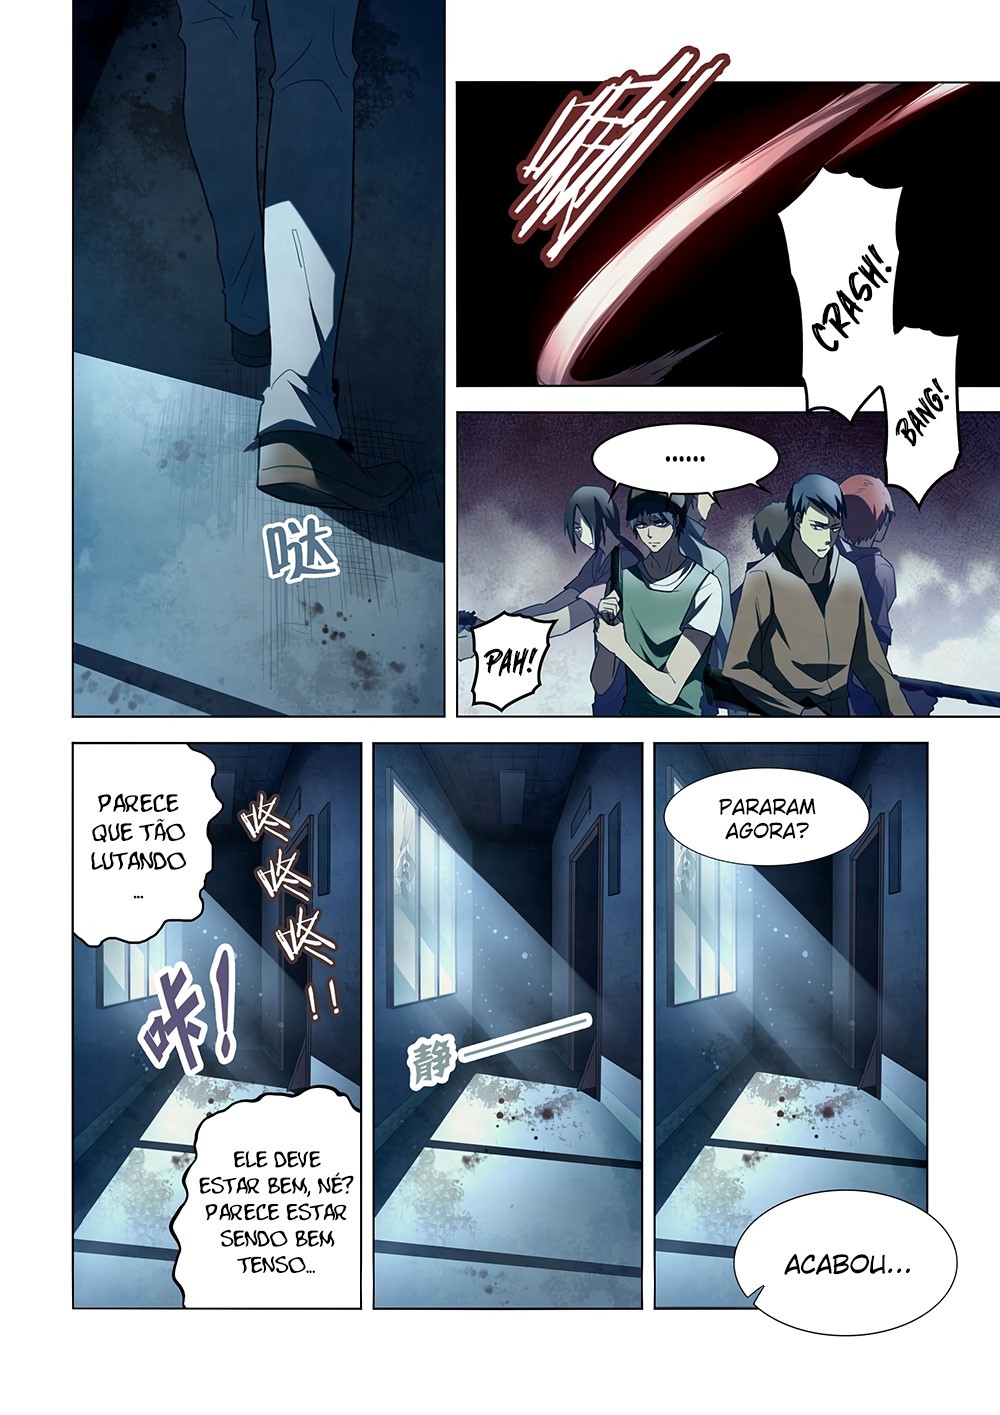 哒
CRASH!
BANG!
......
PAH!
PARECE
QUE TÃO
LUTANDO
...
咚
咚
咚
!!
咔!
ELE DEVE
ESTAR BEM, NÉ?
PARECE ESTAR
SENDO BEM
TENSO...
静——
PARARAM
AGORA?
ACABOU...